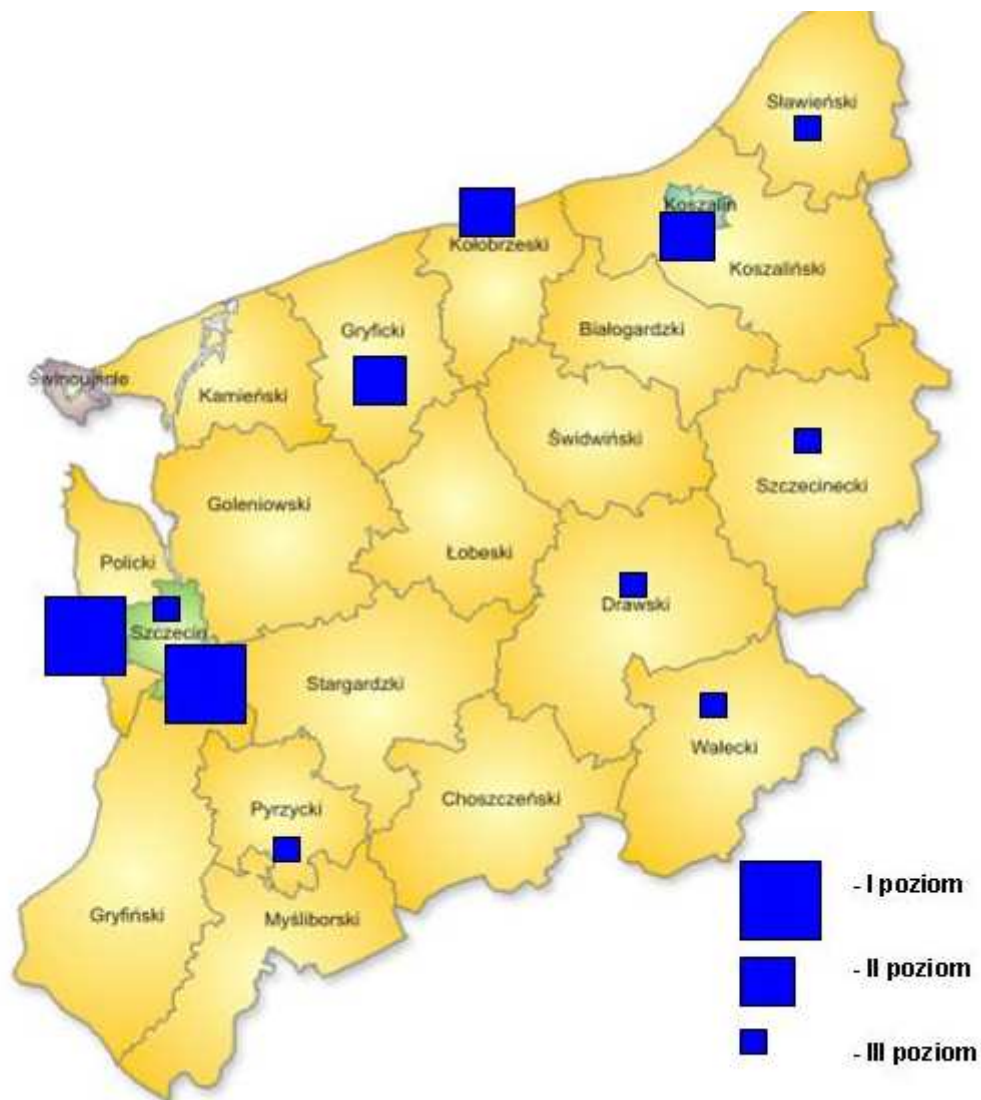 Sławieński
Koszalin
Kołobrzeski
Koszaliński
Gryficki
Białogardzki
Świnoujście
Kamieński
Świdwiński
Szczecinecki
Goleniowski
Łobeski
Policki
Drawski
Szczecin
Stargardzki
Wałecki
Choszczeński
Pyrzycki
Gryfiński
Myśliborski
- I poziom
- II poziom
- III poziom